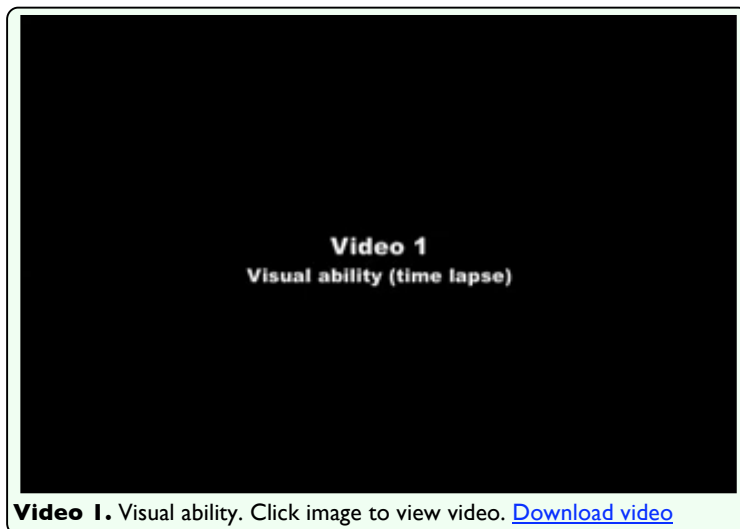 Video 1
Visual ability (time lapse)
Video 1. Visual ability. Click image to view video. Download video